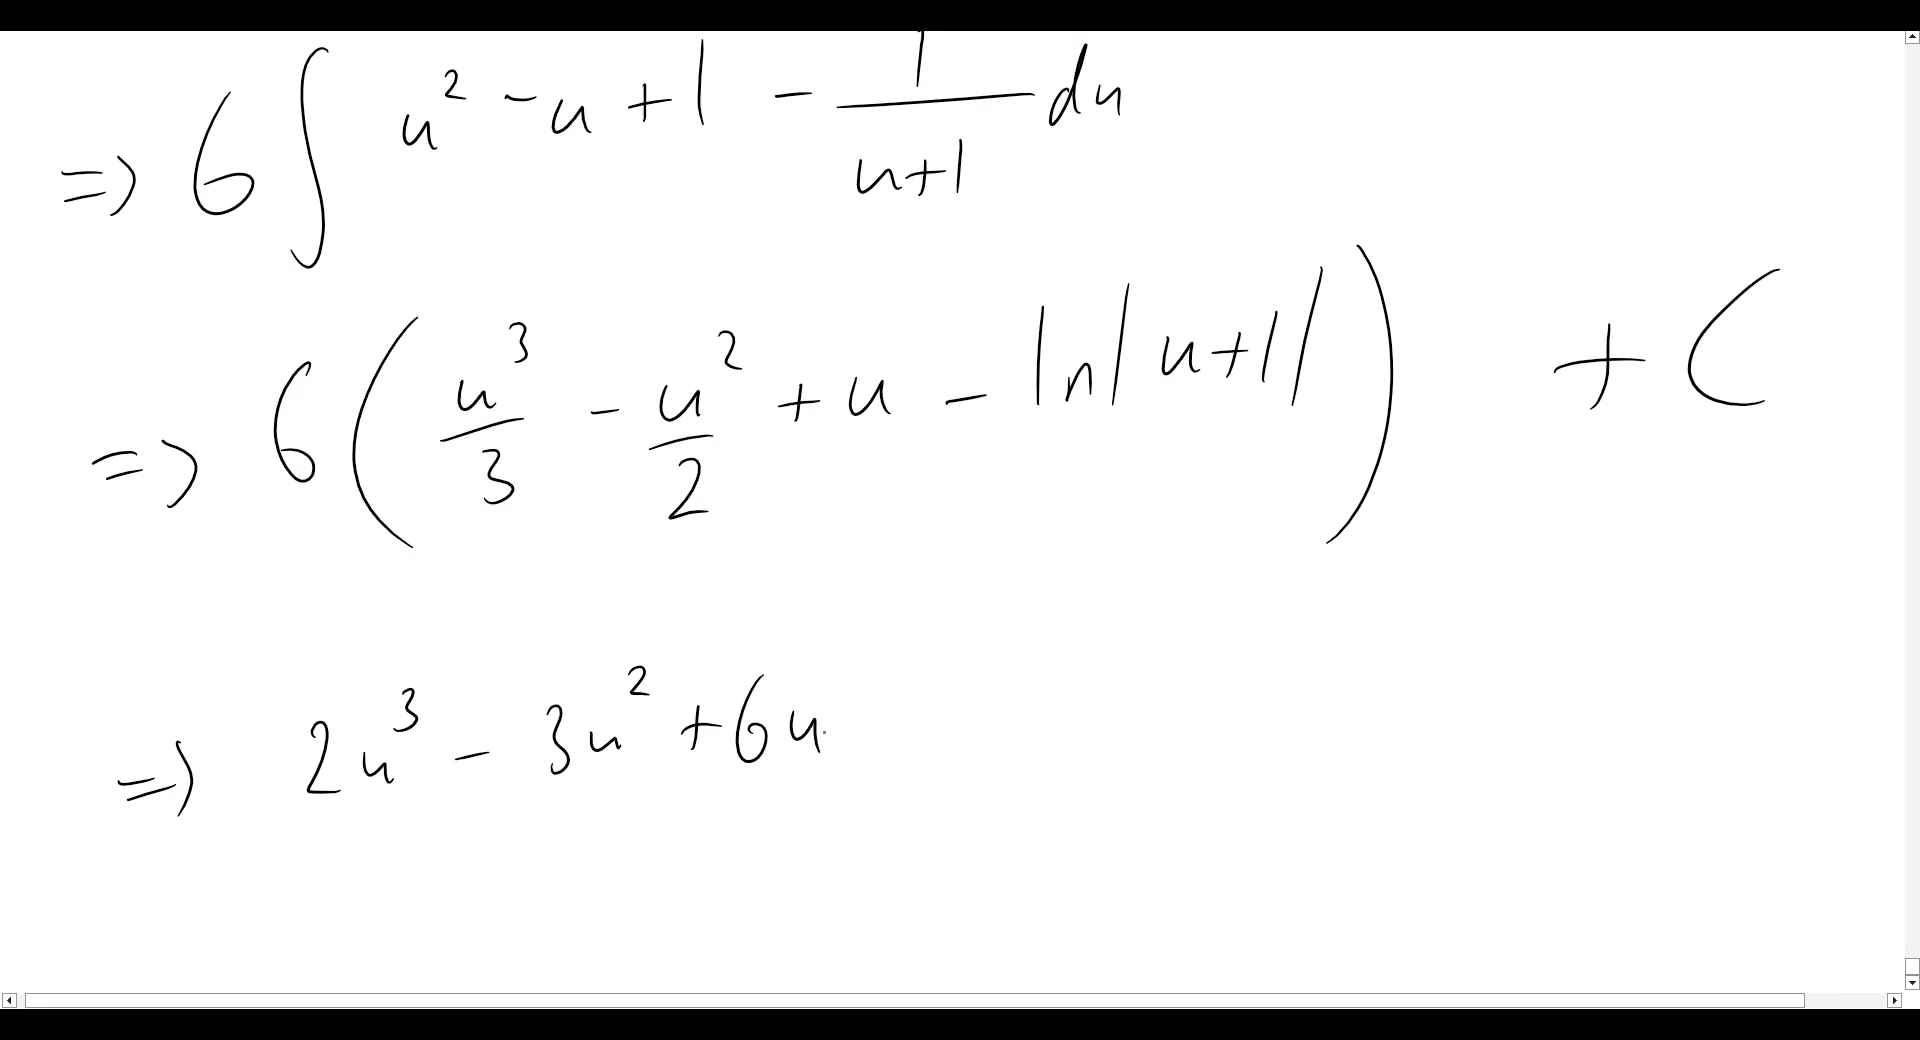 => 6 ∫ u² - u + 1 - 1/(u+1) du
=> 6 ( u³/3 - u²/2 + u - ln|u+1| ) + C
=> 2u³ - 3u² + 6u